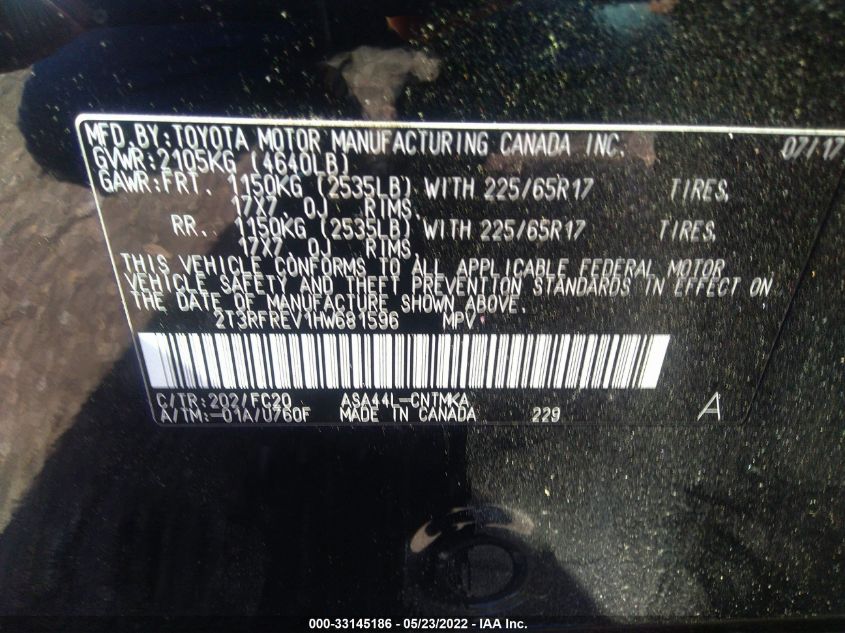 MFD.BY:TOYOTA MOTOR MANUFACTURING CANADA INC. 07/17
GVWR:2105KG (4640LB)
GAWR:FRT. 1150KG (2535LB) WITH 225/65R17 TIRES,
17X7.0J RIMS,
RR. 1150KG (2535LB) WITH 225/65R17 TIRES,
17X7.0J RIMS
THIS VEHICLE CONFORMS TO ALL APPLICABLE FEDERAL MOTOR
VEHICLE SAFETY AND THEFT PREVENTION STANDARDS IN EFFECT ON
THE DATE OF MANUFACTURE SHOWN ABOVE.
2T3RFREV1HW681596 MPV
C/TR:202/FC20 ASA44L-CNTMKA
A/TM:-01A/U760F MADE IN CANADA 229 A
000-33145186 - 05/23/2022 - IAA Inc.